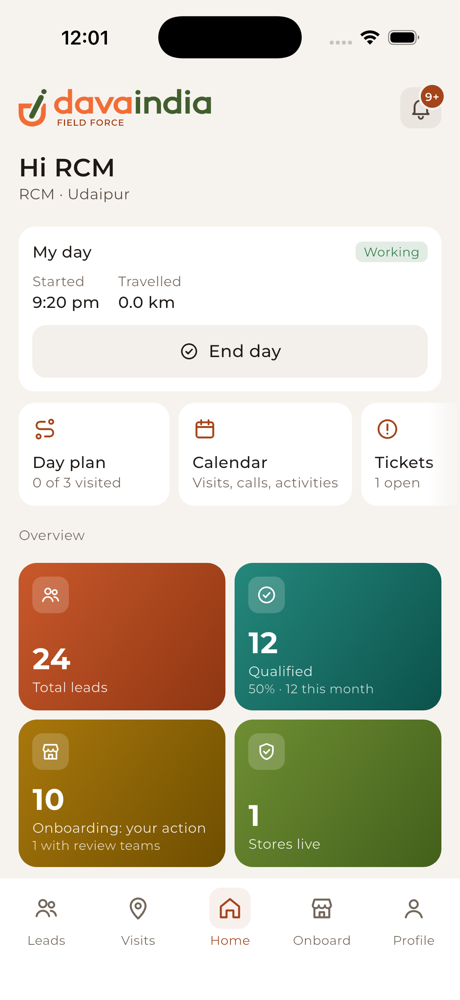 12:01
davaindia
FIELD FORCE
9+
Hi RCM
RCM · Udaipur
My day
Working
Started
Travelled
9:20 pm
0.0 km
End day
Day plan
0 of 3 visited
Calendar
Visits, calls, activities
Tickets
1 open
Overview
24
Total leads
12
Qualified
50% · 12 this month
10
Onboarding: your action
1 with review teams
1
Stores live
Leads
Visits
Home
Onboard
Profile